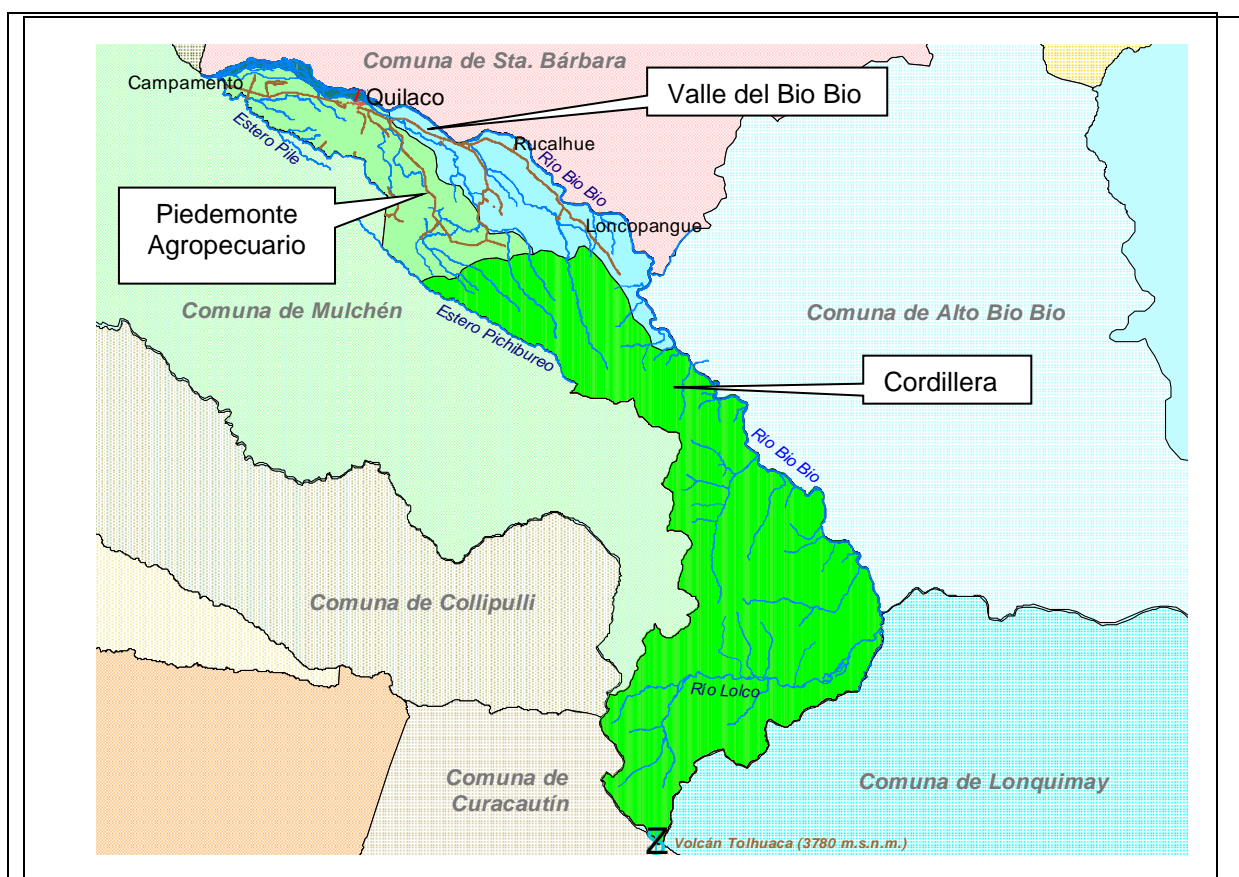 Comuna de Sta. Bárbara
Campamento
Quilaco
Valle del Bio Bio
Estero Pile
Rucalhue
Río Bio Bio
Piedemonte
Agropecuario
Loncopangue
Comuna de Mulchén
Estero Pichibureo
Comuna de Alto Bio Bio
Cordillera
Río Bio Bio
Comuna de Collipulli
Río Lolco
Comuna de
Curacautín
Comuna de Lonquimay
Z
Volcán Tolhuaca (3780 m.s.n.m.)